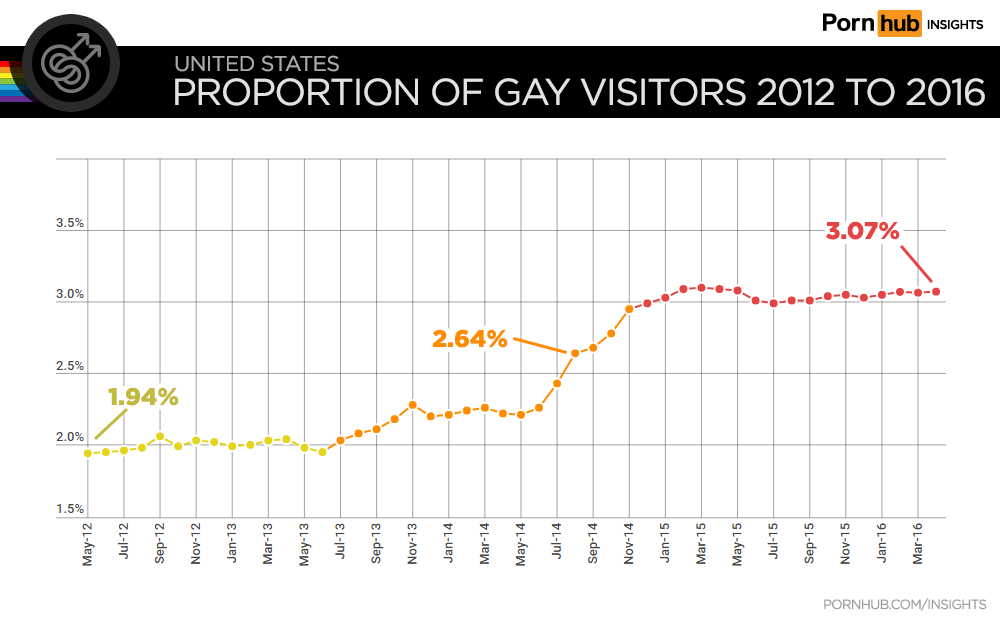 Pornhub INSIGHTS
UNITED STATES
PROPORTION OF GAY VISITORS 2012 TO 2016
3.5%
3.07%
3.0%
2.64%
2.5%
1.94%
2.0%
1.5%
May-12 Jul-12 Sep-12 Nov-12 Jan-13 Mar-13 May-13 Jul-13 Sep-13 Nov-13 Jan-14 Mar-14 May-14 Jul-14 Sep-14 Nov-14 Jan-15 Mar-15 May-15 Jul-15 Sep-15 Nov-15 Jan-16 Mar-16
PORNHUB.COM/INSIGHTS